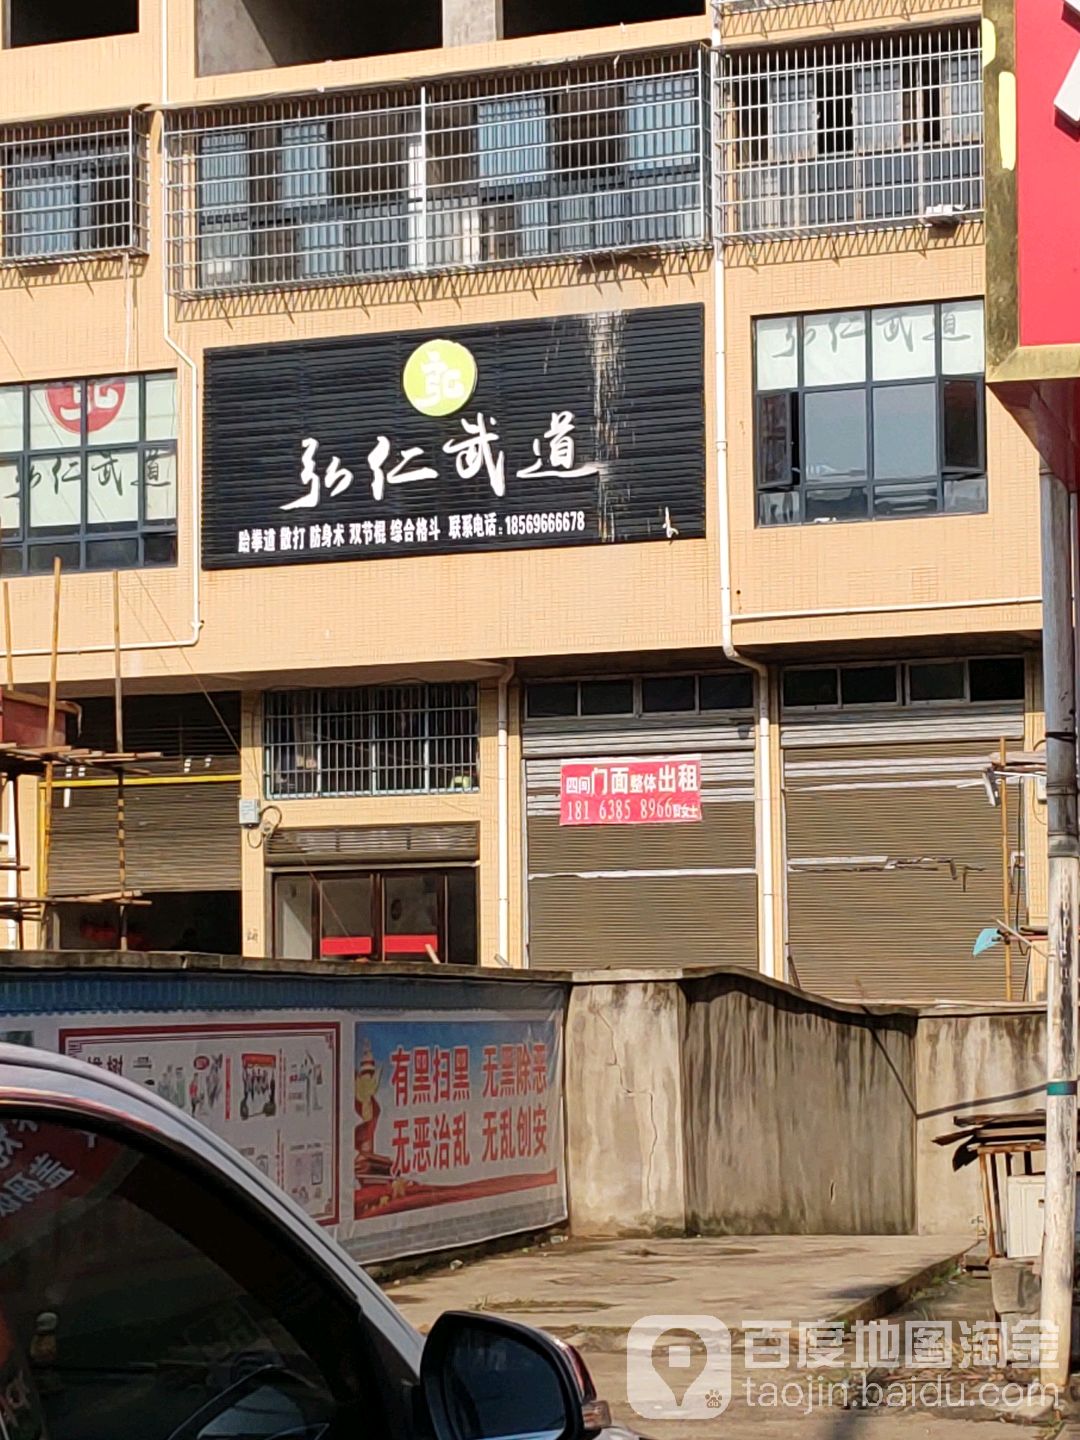 弘仁武道
弘仁武道
弘仁武道
跆拳道 散打 防身术 双节棍 综合格斗 联系电话：18569666678
四间门面整体出租
181 6385 8966
女士
有黑扫黑 无黑除恶
无恶治乱 无乱创安
百度地图淘金
taojin.baidu.com